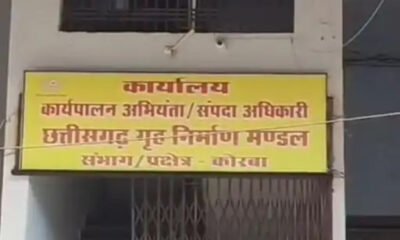 कार्यालय
कार्यपालन अभियंता/संपदा अधिकारी
छत्तीसगढ़ गृह निर्माण मण्डल
संभाग/प्रक्षेत्र - कोरबा